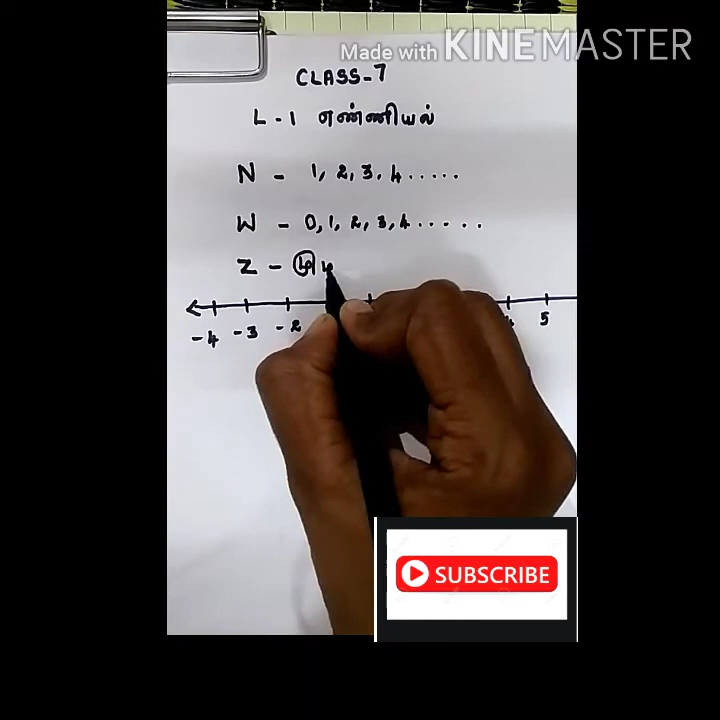 Made with KINEMASTER
CLASS-7
L - 1 எண்ணியல்
N - 1, 2, 3, 4.....
W - 0, 1, 2, 3, 4......
Z - மு
-4 -3 -2 4 5
SUBSCRIBE